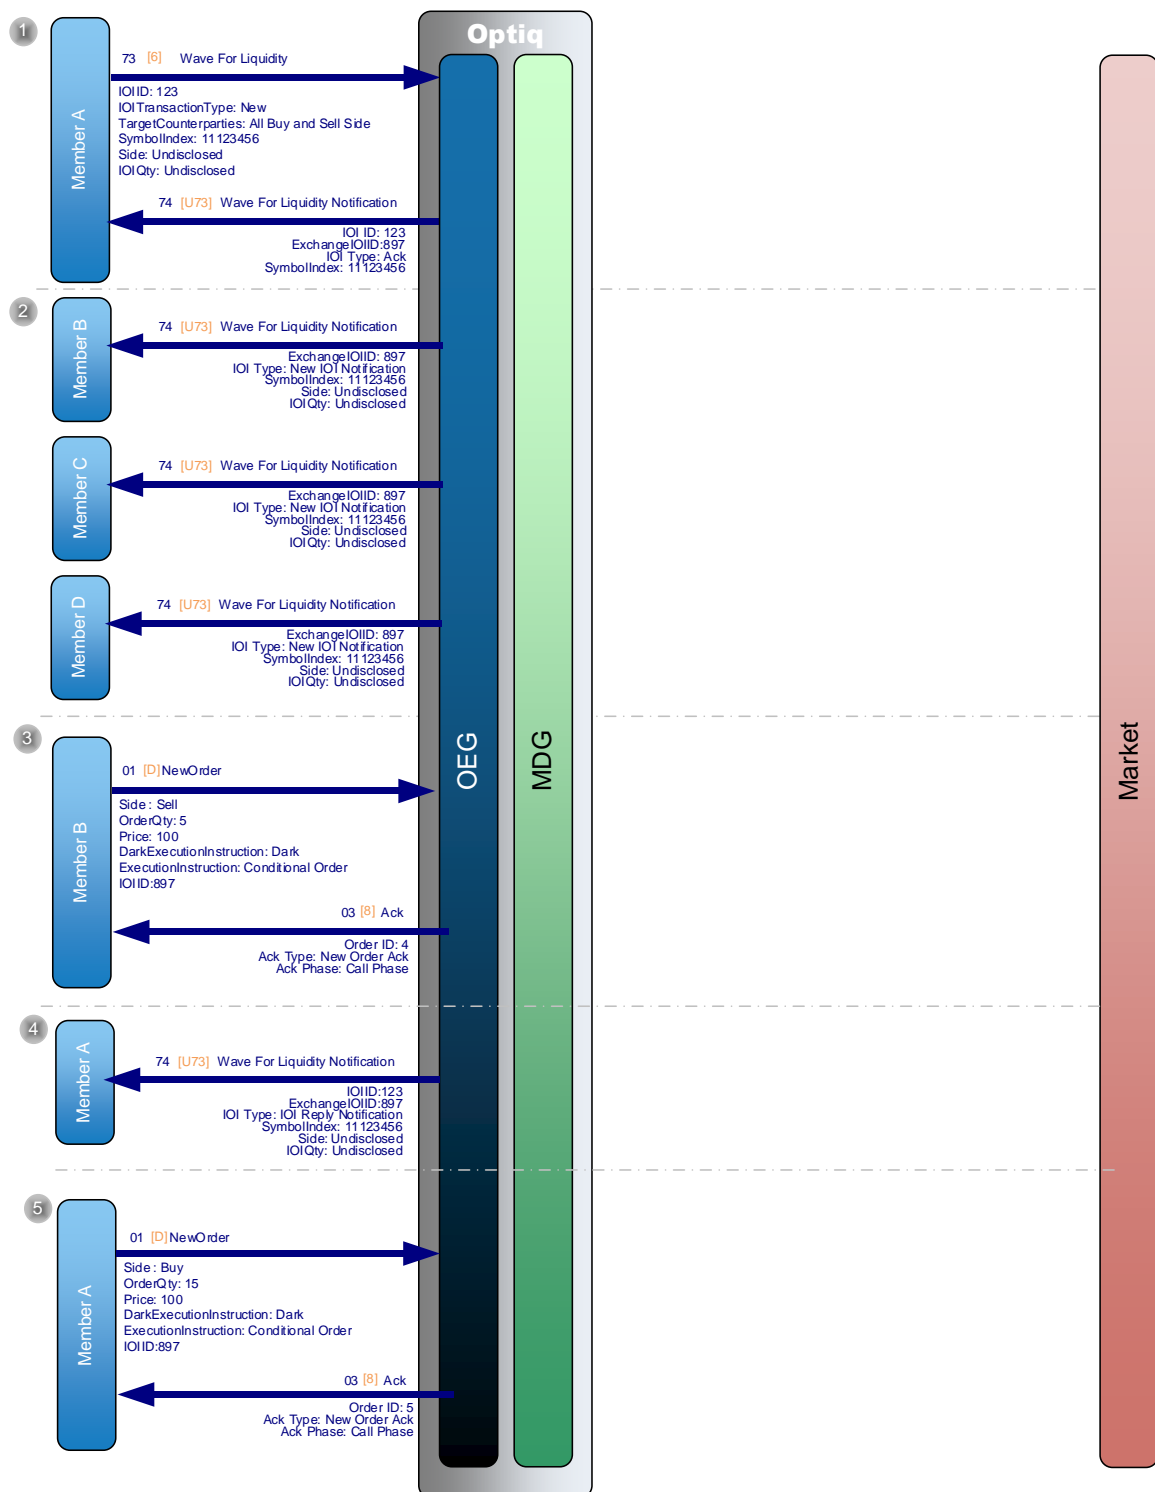 Optiq
1
Member A
73 [6] Wave For Liquidity
IOIID: 123
IOITransactionType: New
TargetCounterparties: All Buy and Sell Side
SymbolIndex: 11123456
Side: Undisclosed
IOIQty: Undisclosed
74 [U73] Wave For Liquidity Notification
IOI ID: 123
ExchangeIOIID:897
IOI Type: Ack
SymbolIndex: 11123456
2
Member B
74 [U73] Wave For Liquidity Notification
ExchangeIOIID: 897
IOI Type: New IOI Notification
SymbolIndex: 11123456
Side: Undisclosed
IOIQty: Undisclosed
Member C
74 [U73] Wave For Liquidity Notification
ExchangeIOIID: 897
IOI Type: New IOI Notification
SymbolIndex: 11123456
Side: Undisclosed
IOIQty: Undisclosed
Member D
74 [U73] Wave For Liquidity Notification
ExchangeIOIID: 897
IOI Type: New IOI Notification
SymbolIndex: 11123456
Side: Undisclosed
IOIQty: Undisclosed
OEG
MDG
Market
3
Member B
01 [D] NewOrder
Side : Sell
OrderQty: 5
Price: 100
DarkExecutionInstruction: Dark
ExecutionInstruction: Conditional Order
IOIID:897
03 [8] Ack
Order ID: 4
Ack Type: New Order Ack
Ack Phase: Call Phase
4
Member A
74 [U73] Wave For Liquidity Notification
IOIID:123
ExchangeIOIID:897
IOI Type: IOI Reply Notification
SymbolIndex: 11123456
Side: Undisclosed
IOIQty: Undisclosed
5
Member A
01 [D] NewOrder
Side : Buy
OrderQty: 15
Price: 100
DarkExecutionInstruction: Dark
ExecutionInstruction: Conditional Order
IOIID:897
03 [8] Ack
Order ID: 5
Ack Type: New Order Ack
Ack Phase: Call Phase